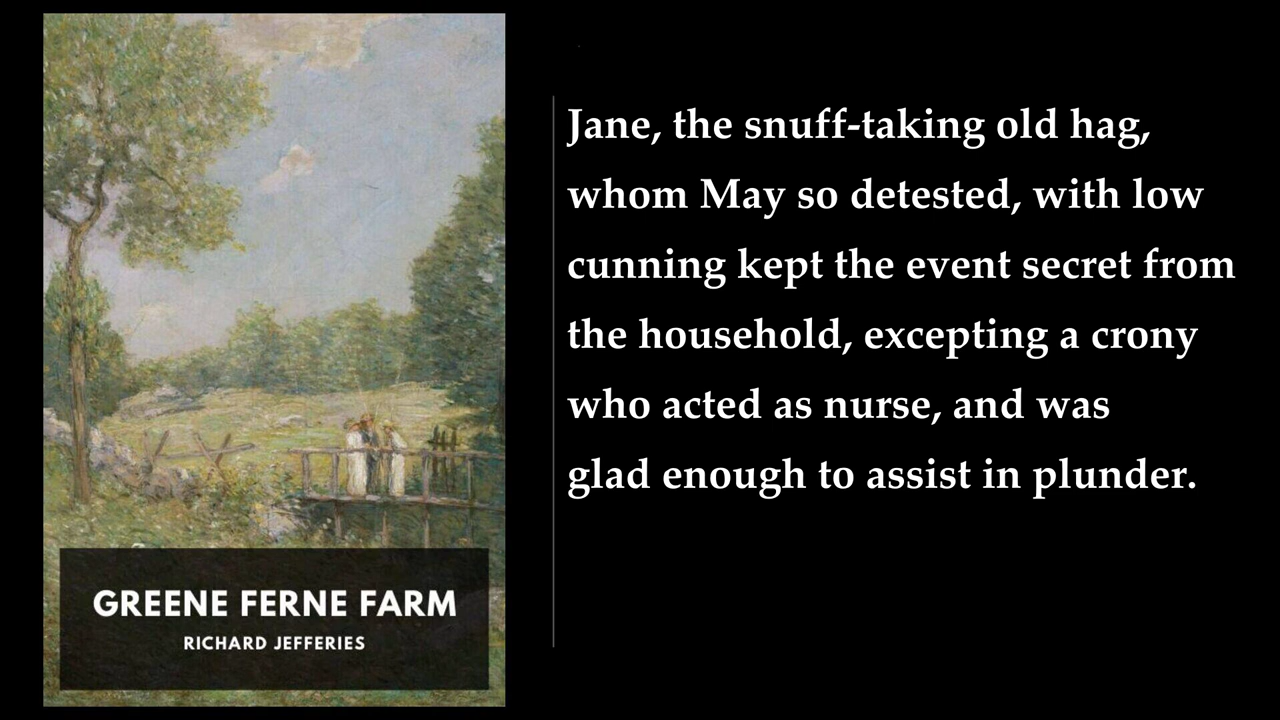 Jane, the snuff-taking old hag,
whom May so detested, with low
cunning kept the event secret from
the household, excepting a crony
who acted as nurse, and was
glad enough to assist in plunder.
GREENE FERNE FARM
RICHARD JEFFERIES